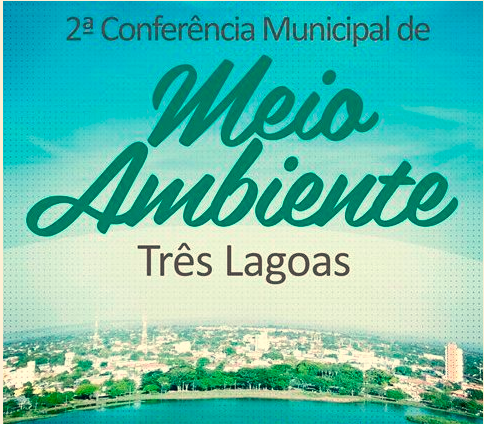 2ª Conferência Municipal de
Meio
Ambiente
Três Lagoas